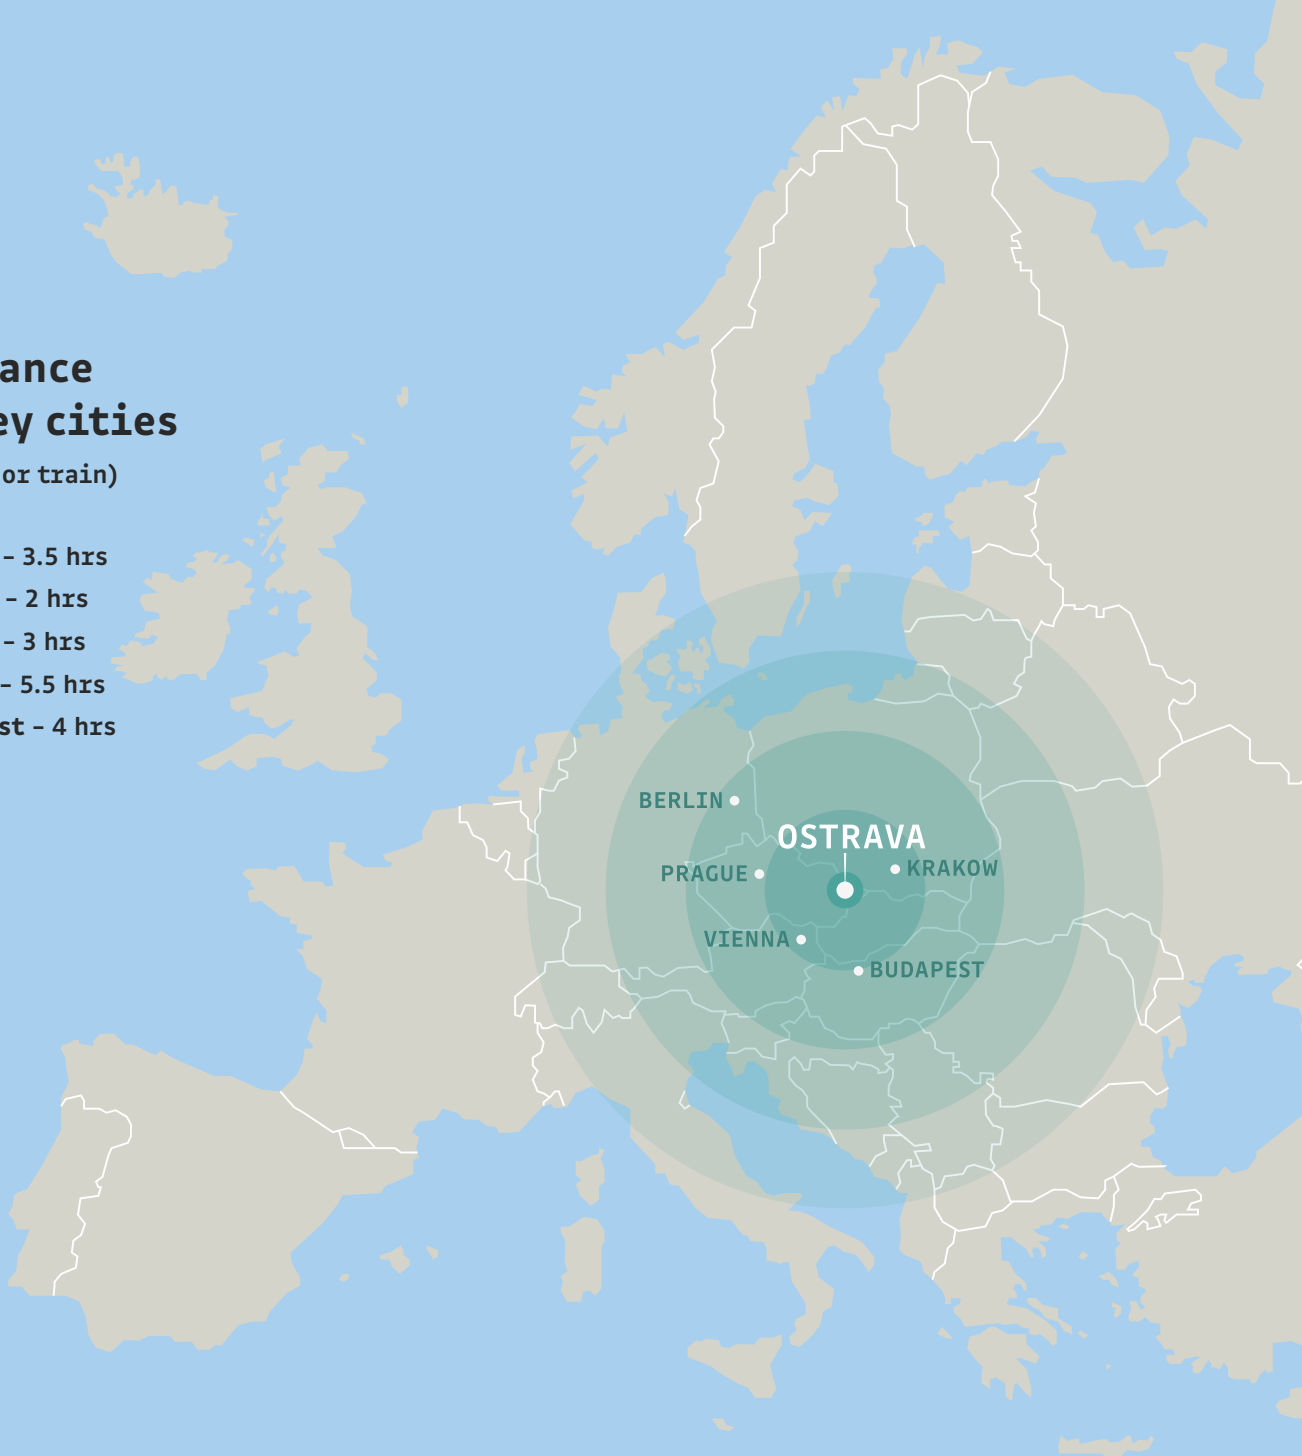 ance
ey cities
or train)
– 3.5 hrs
– 2 hrs
– 3 hrs
– 5.5 hrs
st – 4 hrs
BERLIN
OSTRAVA
PRAGUE
KRAKOW
VIENNA
BUDAPEST